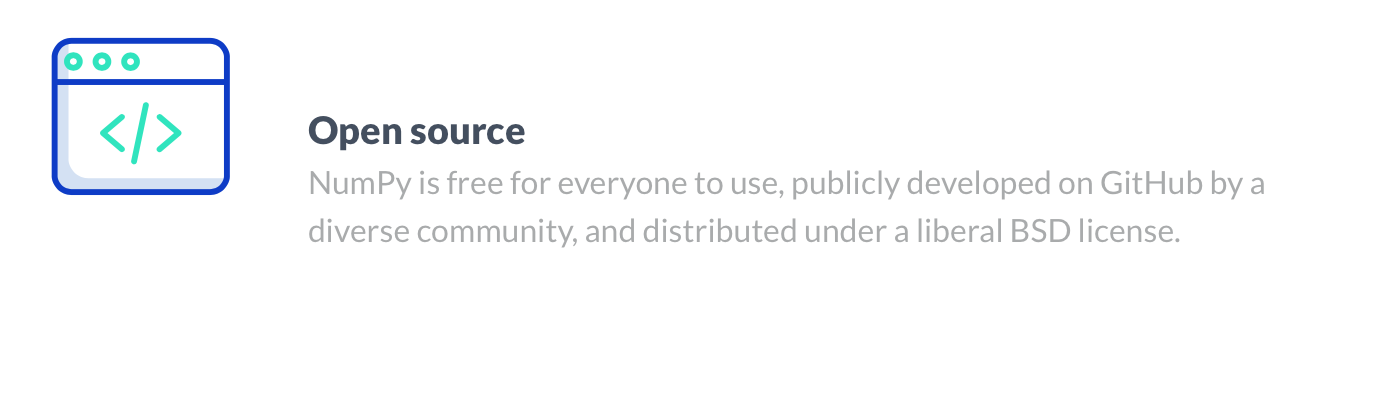 </>
Open source
NumPy is free for everyone to use, publicly developed on GitHub by a
diverse community, and distributed under a liberal BSD license.